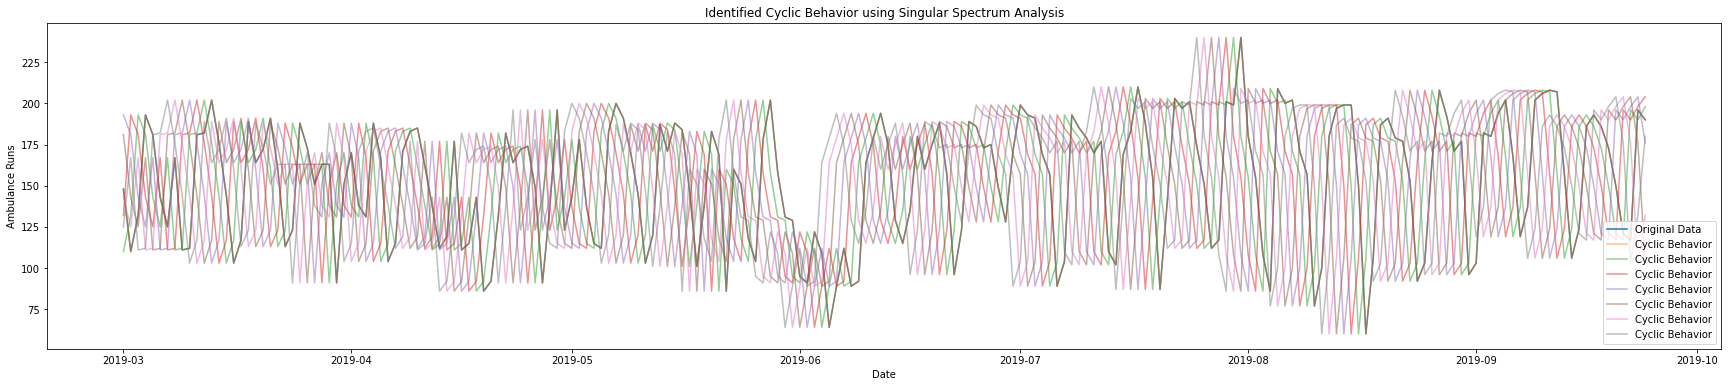 Identified Cyclic Behavior using Singular Spectrum Analysis
Ambulance Runs
225
200
175
150
125
100
75
Original Data
Cyclic Behavior
Cyclic Behavior
Cyclic Behavior
Cyclic Behavior
Cyclic Behavior
Cyclic Behavior
Cyclic Behavior
2019-03 2019-04 2019-05 2019-06 2019-07 2019-08 2019-09 2019-10
Date